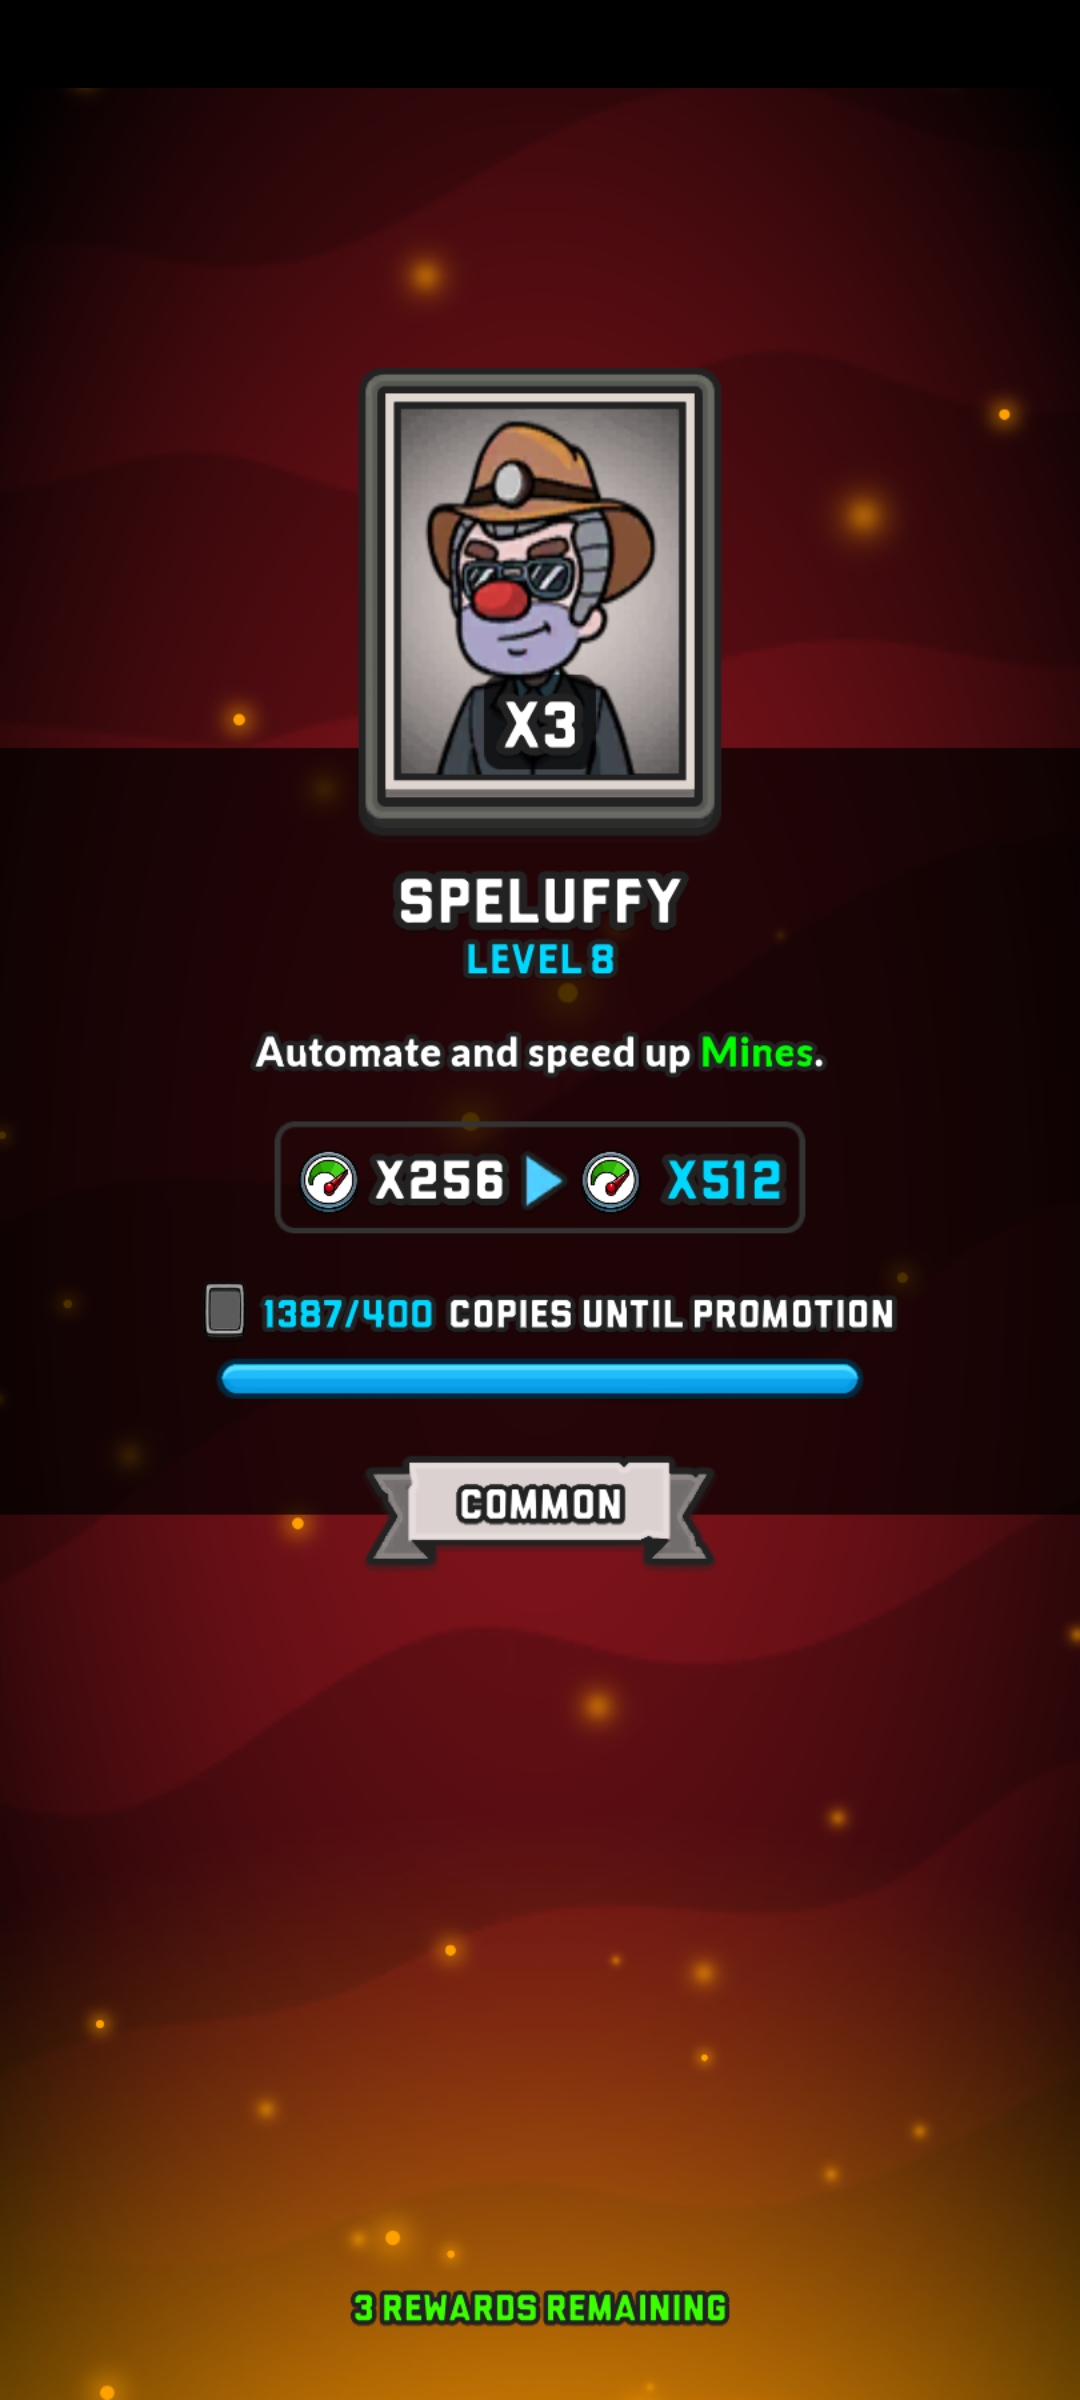 X3
SPELUFFY
LEVEL 8
Automate and speed up Mines.
X256 X512
1387/400 COPIES UNTIL PROMOTION
COMMON
3 REWARDS REMAINING